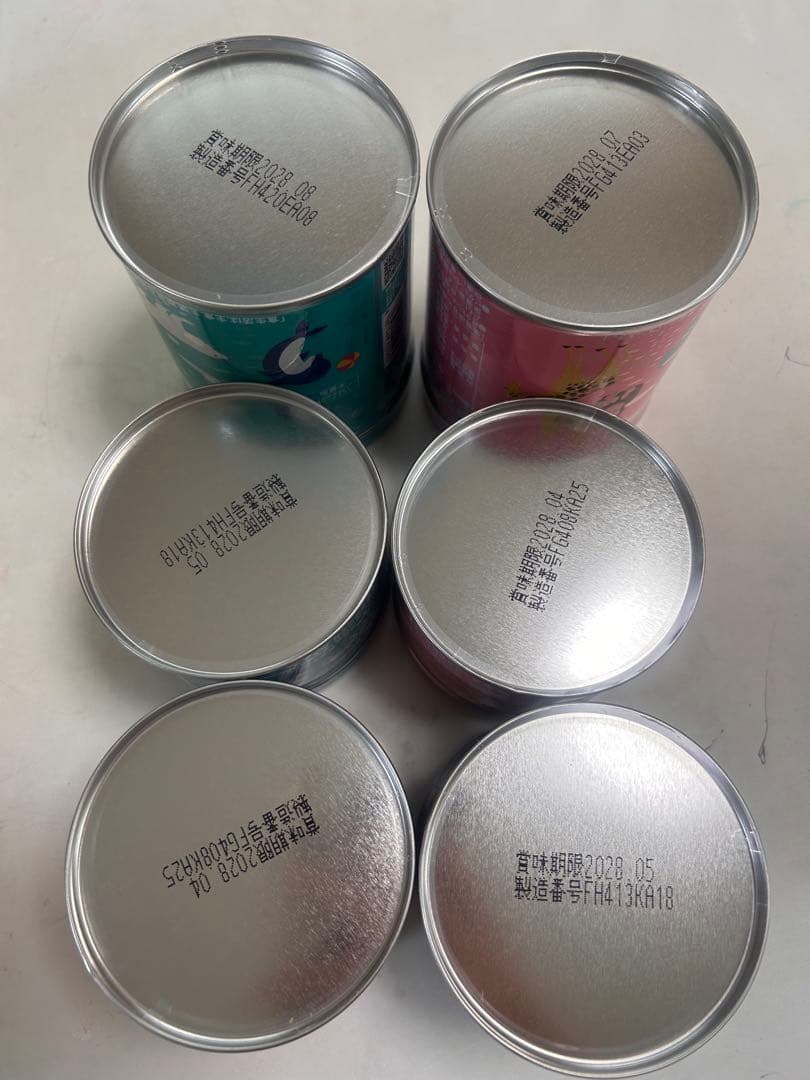 賞味期限2028.08
製造番号FH420EA08
賞味期限2028.07
製造番号FG413EA03
賞味期限2028.05
製造番号FH413KA18
賞味期限2028.04
製造番号FG408KA25
賞味期限2028.04
製造番号FG408KA25
賞味期限2028.05
製造番号FH413KA18